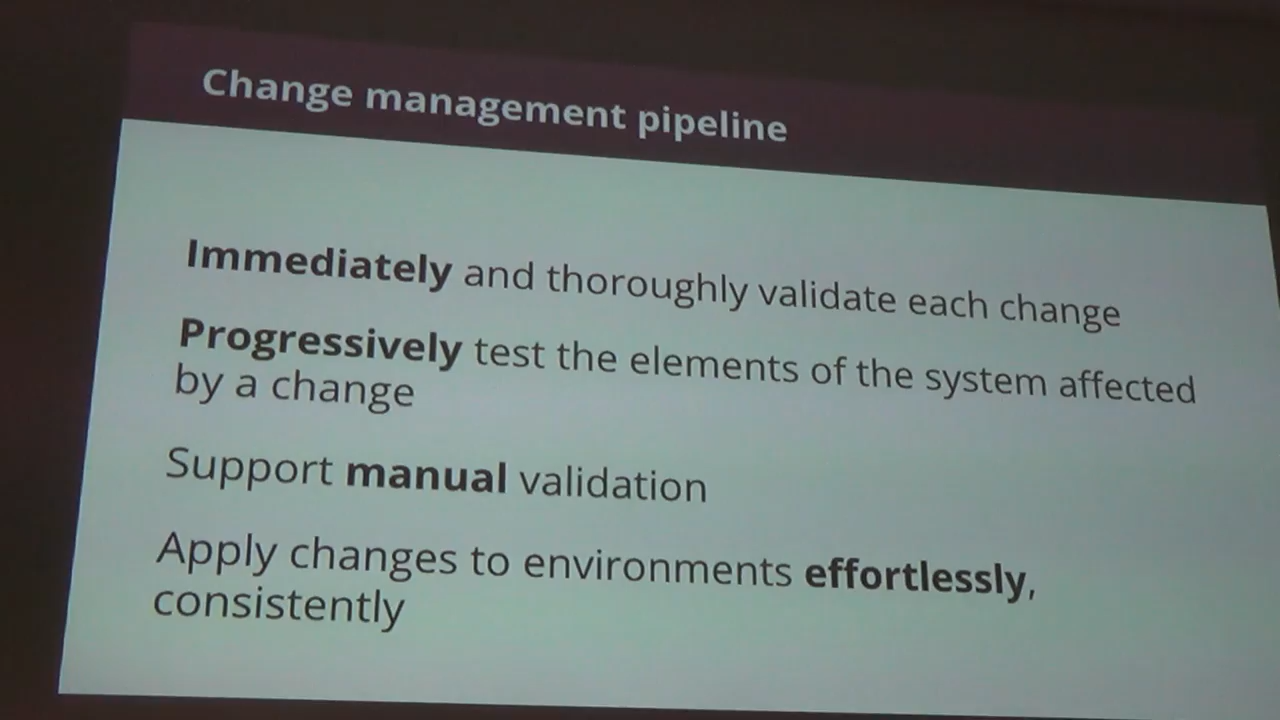 Change management pipeline
Immediately and thoroughly validate each change
Progressively test the elements of the system affected
by a change
Support manual validation
Apply changes to environments effortlessly,
consistently